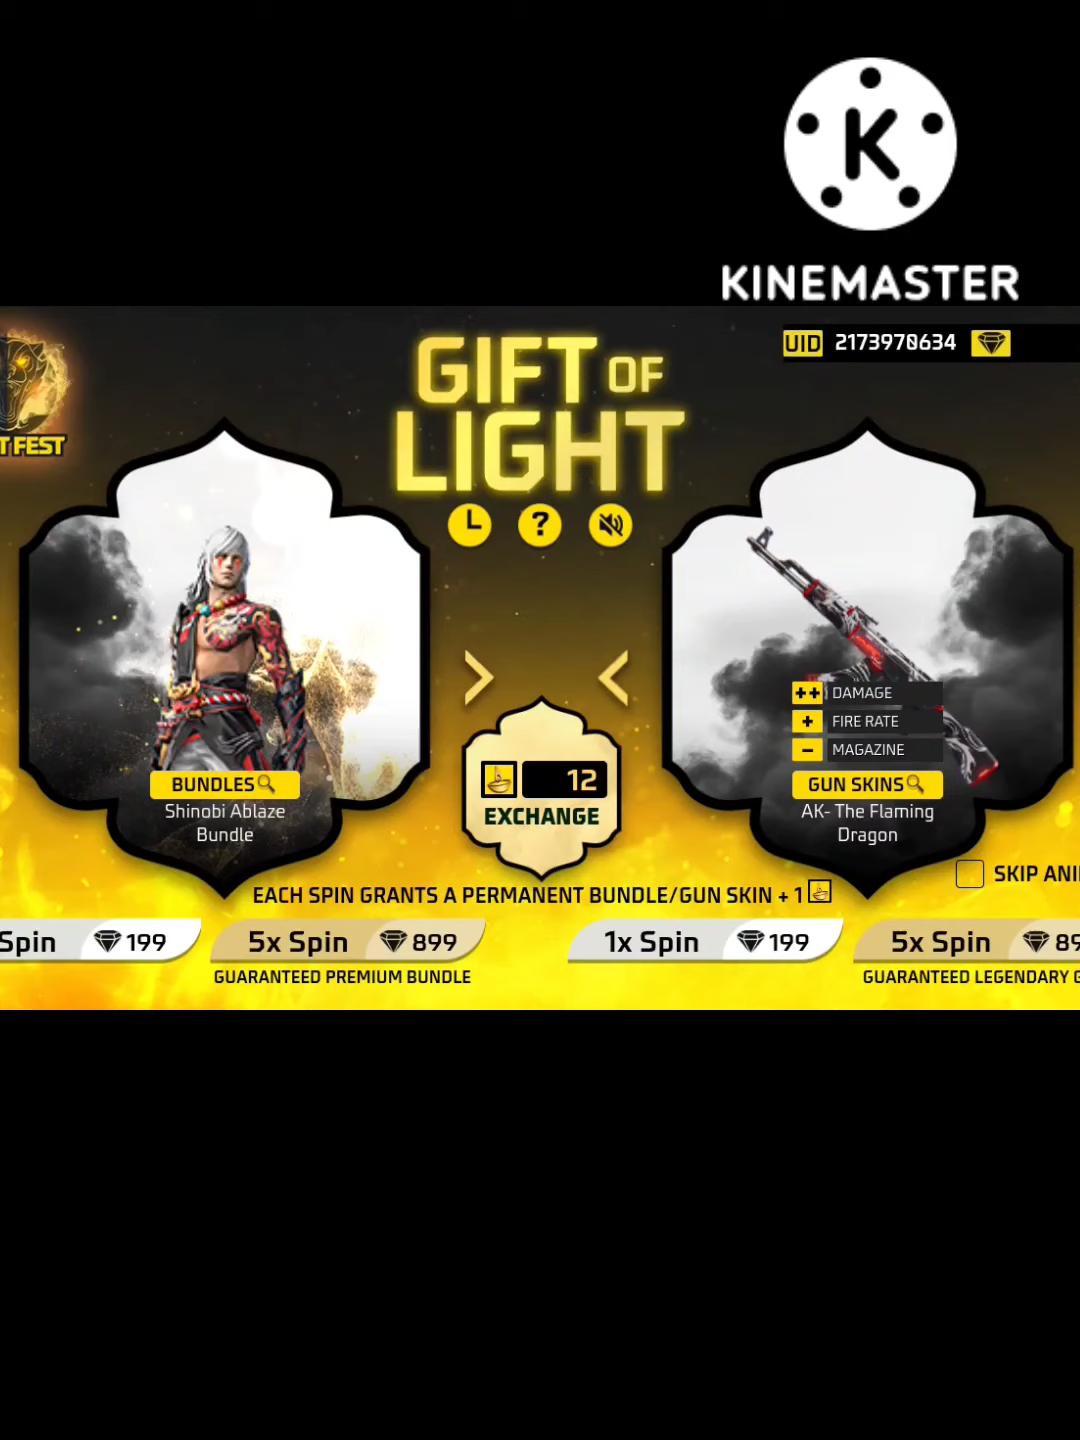 K
KINEMASTER
UID 2173970634
GIFT OF
LIGHT
T FEST
?
++ DAMAGE
+ FIRE RATE
- MAGAZINE
BUNDLES
Shinobi Ablaze
Bundle
12
EXCHANGE
GUN SKINS
AK- The Flaming
Dragon
SKIP ANI
EACH SPIN GRANTS A PERMANENT BUNDLE/GUN SKIN + 1
Spin 199
5x Spin 899
1x Spin 199
5x Spin 89
GUARANTEED PREMIUM BUNDLE
GUARANTEED LEGENDARY G